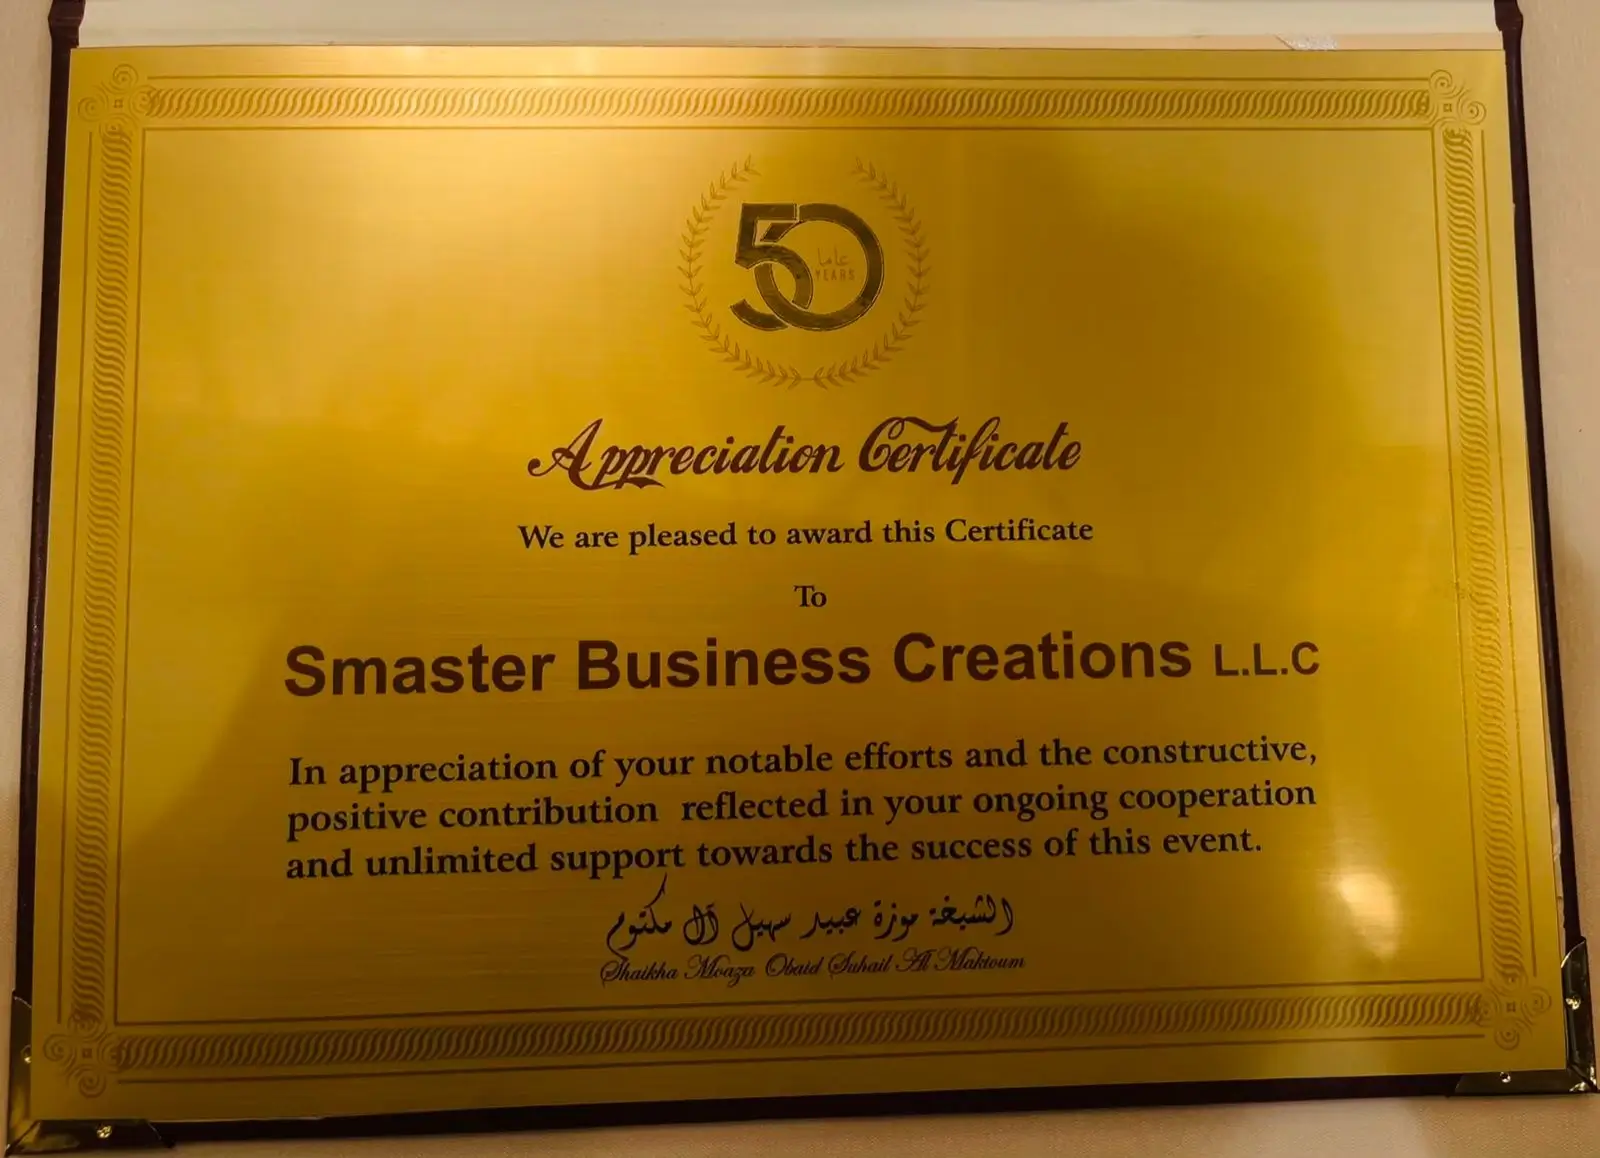 50
عاما
YEARS
Appreciation Certificate
We are pleased to award this Certificate
To
Smaster Business Creations L.L.C
In appreciation of your notable efforts and the constructive,
positive contribution reflected in your ongoing cooperation
and unlimited support towards the success of this event.
الشيخة موزة عبيد سهيل آل مكتوم
Shaikha Moaza Obaid Suhail Al Maktoum